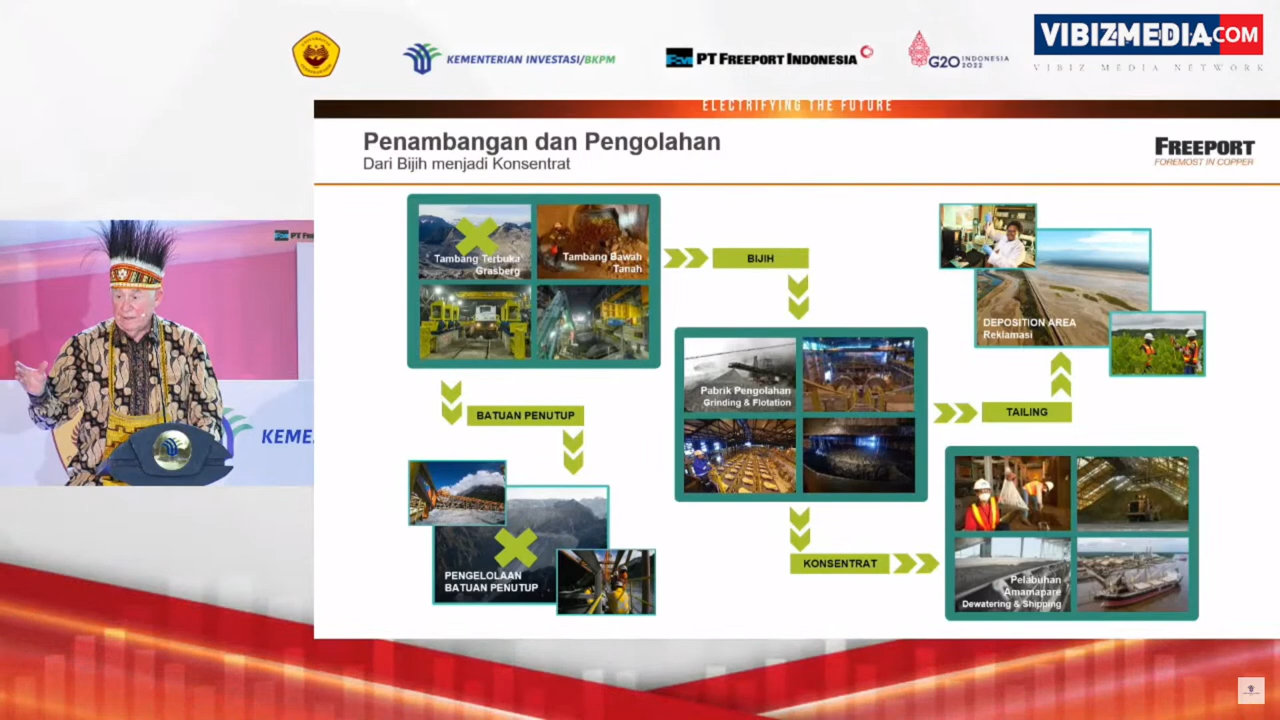 KEMENTERIAN INVESTASI/BKPM
PT FREEPORT INDONESIA
G20 INDONESIA
2022
VIBIZMEDIA.COM
VIBIZ MEDIA NETWORK
ELECTRIFYING THE FUTURE
Penambangan dan Pengolahan
Dari Bijih menjadi Konsentrat
FREEPORT
FOREMOST IN COPPER
Tambang Terbuka
Grasberg
Tambang Bawah
Tanah
BIJIH
DEPOSITION AREA
Reklamasi
Pabrik Pengolahan
Grinding & Flotation
BATUAN PENUTUP
TAILING
PENGELOLAAN
BATUAN PENUTUP
KONSENTRAT
Pelabuhan
Amamapare
Dewatering & Shipping
PT Fre
KEME